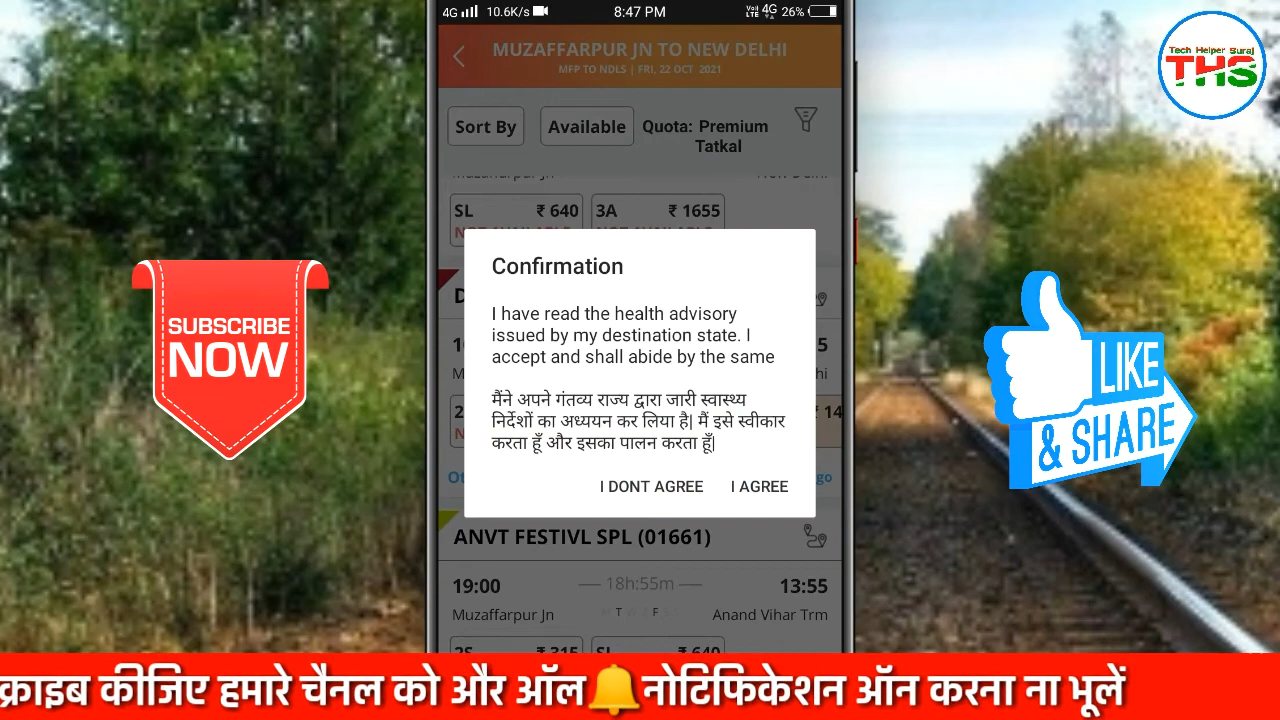 4G 10.6K/s 8:47 PM VoLTE 4G 26%
Tech Helper Suraj
THS
MUZAFFARPUR JN TO NEW DELHI
MFP TO NDLS | FRI, 22 OCT 2021
Sort By Available Quota: Premium
Tatkal
SL ₹ 640 3A ₹ 1655
Confirmation
I have read the health advisory
issued by my destination state. I
accept and shall abide by the same
मैंने अपने गंतव्य राज्य द्वारा जारी स्वास्थ्य
निर्देशों का अध्ययन कर लिया है| मैं इसे स्वीकार
करता हूँ और इसका पालन करता हूँ|
I DONT AGREE I AGREE
SUBSCRIBE
NOW
LIKE
& SHARE
ANVT FESTIVL SPL (01661)
19:00 18h:55m 13:55
Muzaffarpur Jn M T W T F S S Anand Vihar Trm
2S ₹ 315 SL ₹ 640
क्राइब कीजिए हमारे चैनल को और ऑल🔔नोटिफिकेशन ऑन करना ना भूलें